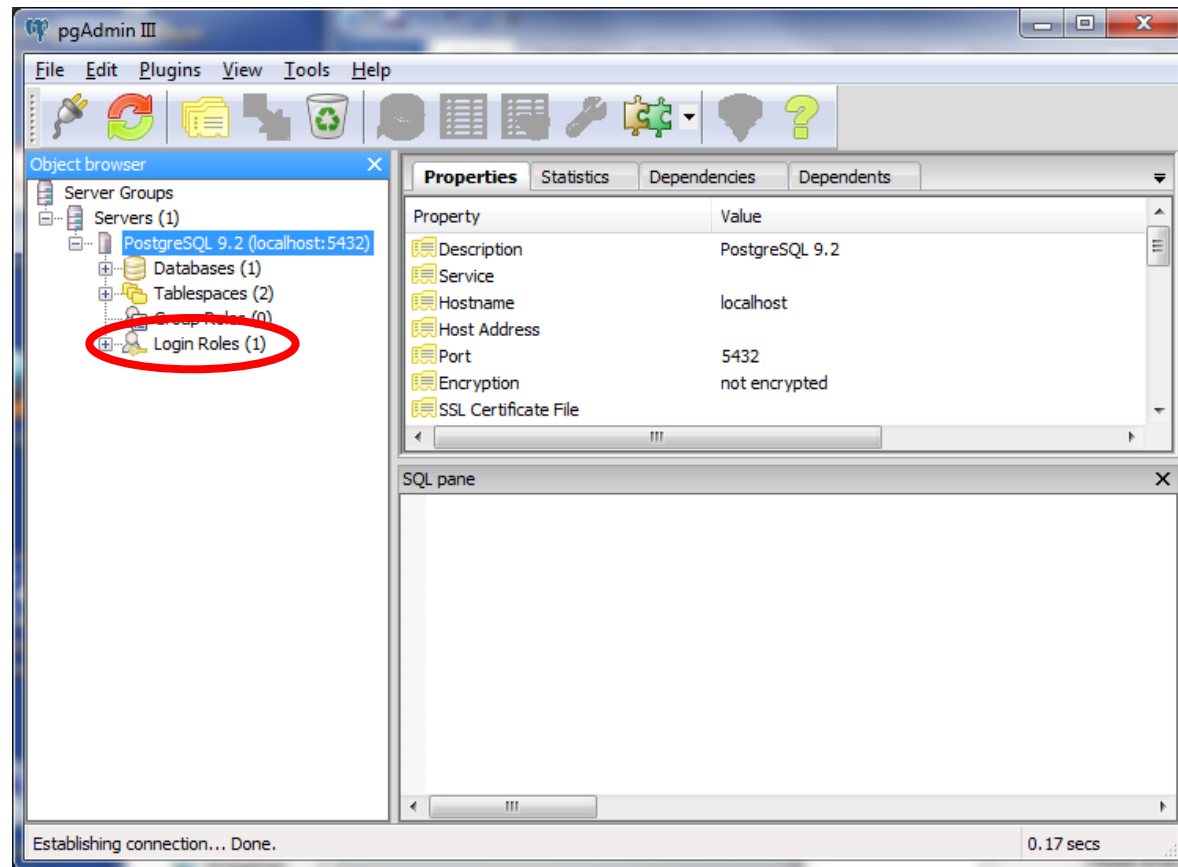 pgAdmin III
File Edit Plugins View Tools Help
Object browser
Server Groups
Servers (1)
PostgreSQL 9.2 (localhost:5432)
Databases (1)
Tablespaces (2)
Group Roles (0)
Login Roles (1)
Properties Statistics Dependencies Dependents
Property Value
Description PostgreSQL 9.2
Service
Hostname localhost
Host Address
Port 5432
Encryption not encrypted
SSL Certificate File
SQL pane
Establishing connection... Done. 0.17 secs